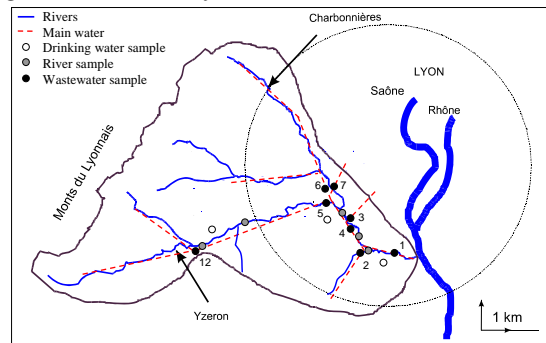 Rivers
Main water
Drinking water sample
River sample
Wastewater sample
Charbonnières
LYON
Saône
Rhône
Monts du Lyonnais
6
7
5
3
4
12
2
1
Yzeron
1 km